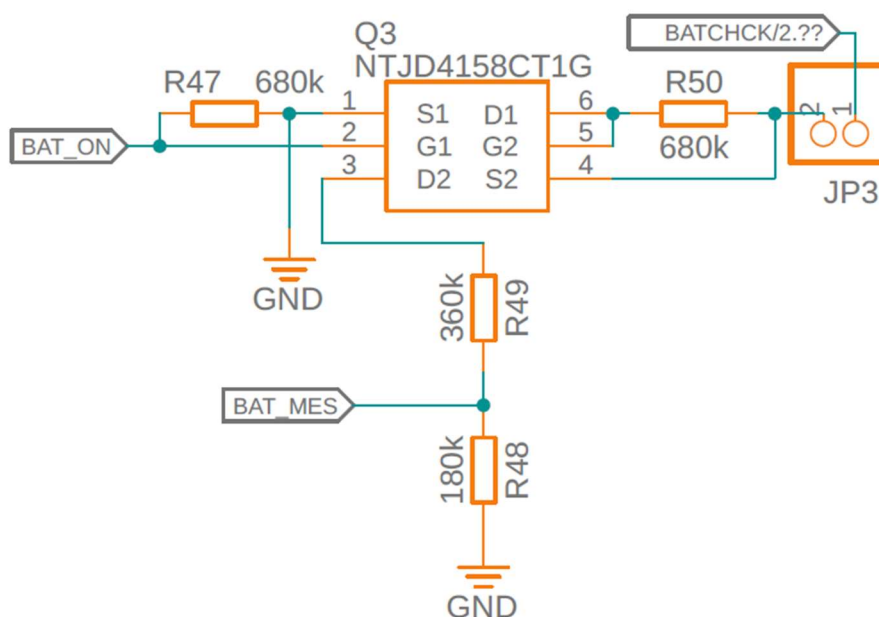 Q3
NTJD4158CT1G
BATCHCK/2.??
R47
680k
R50
680k
1
2
3
S1
G1
D2
D1
G2
S2
6
5
4
2
1
JP3
BAT_ON
GND
360k
R49
BAT_MES
180k
R48
GND